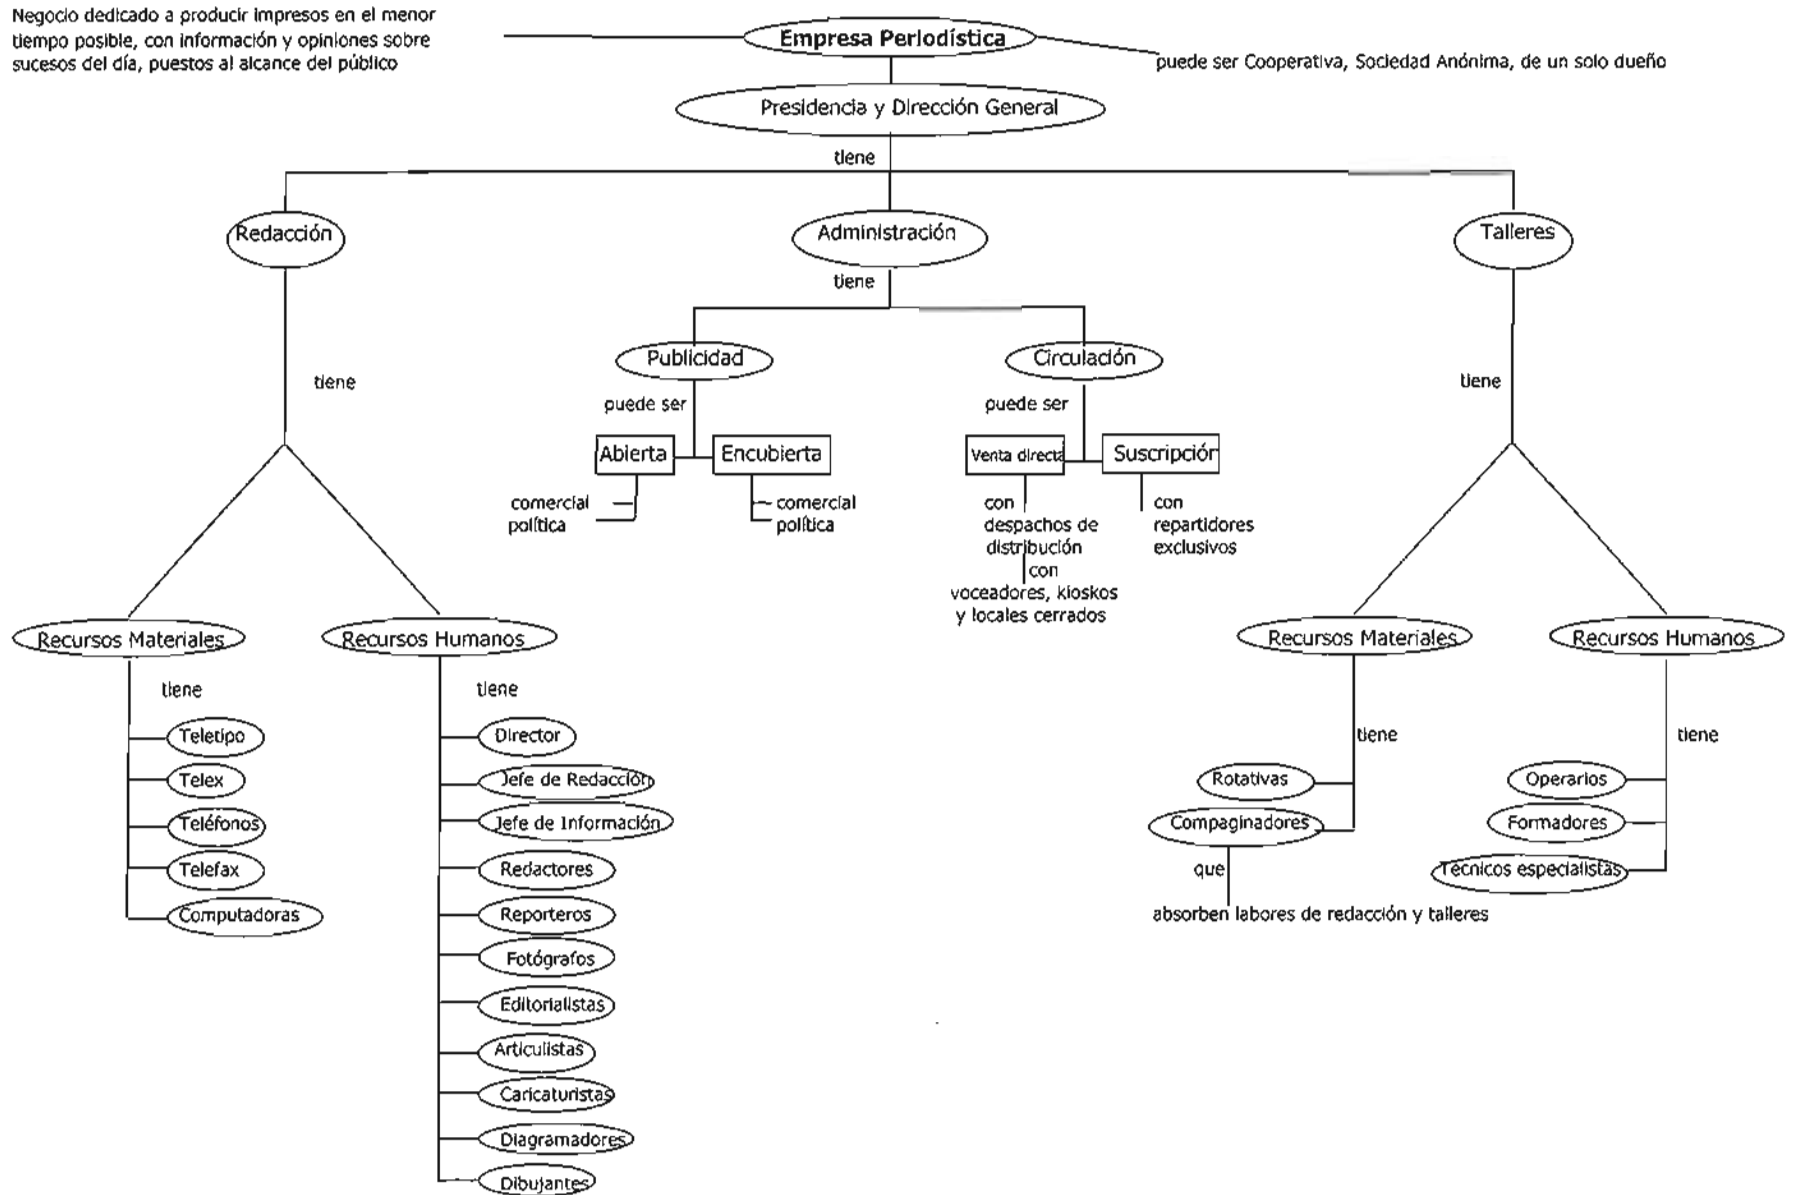 Negocio dedicado a producir impresos en el menor
tiempo posible, con información y opiniones sobre
sucesos del día, puestos al alcance del público
Empresa Periodística
puede ser Cooperativa, Sociedad Anónima, de un solo dueño
Presidencia y Dirección General
tiene
Redacción
Administración
Talleres
tiene
tiene
tiene
Publicidad
Circulación
puede ser
puede ser
Abierta
Encubierta
Venta directa
Suscripción
comercial
política
comercial
política
con
despachos de
distribución
con
voceadores, kioskos
y locales cerrados
con
repartidores
exclusivos
Recursos Materiales
Recursos Humanos
Recursos Materiales
Recursos Humanos
tiene
Teletipo
Telex
Teléfonos
Telefax
Computadoras
tiene
Director
Jefe de Redacción
Jefe de Información
Redactores
Reporteros
Fotógrafos
Editorialistas
Articulistas
Caricaturistas
Diagramadores
Dibujantes
tiene
Rotativas
Compaginadores
que
absorben labores de redacción y talleres
tiene
Operarios
Formadores
Técnicos especialistas